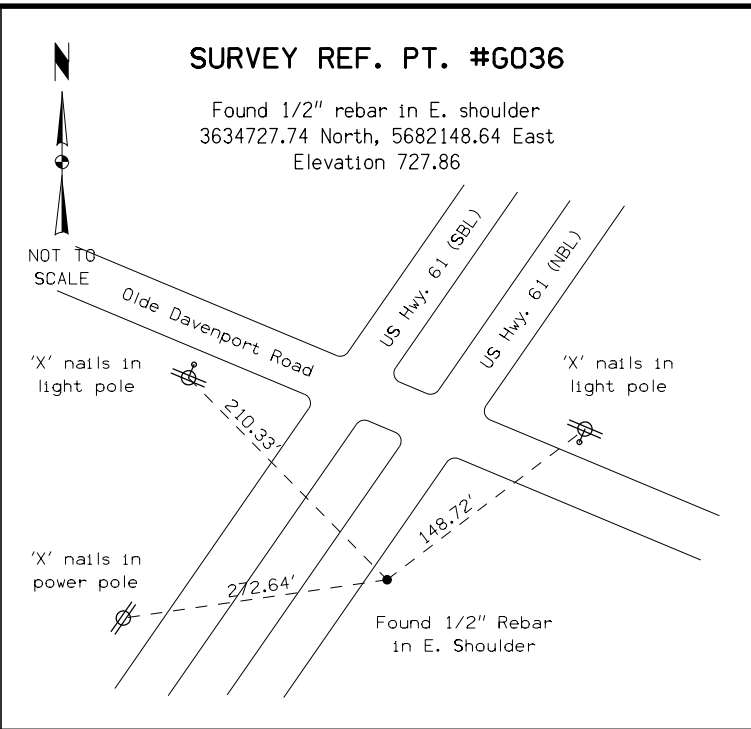 SURVEY REF. PT. #G036
Found 1/2" rebar in E. shoulder
3634727.74 North, 5682148.64 East
Elevation 727.86
N
NOT TO
SCALE
Olde Davenport Road
US Hwy. 61 (SBL)
US Hwy. 61 (NBL)
'X' nails in
light pole
'X' nails in
light pole
210.33'
148.72'
'X' nails in
power pole
272.64'
Found 1/2" Rebar
in E. Shoulder